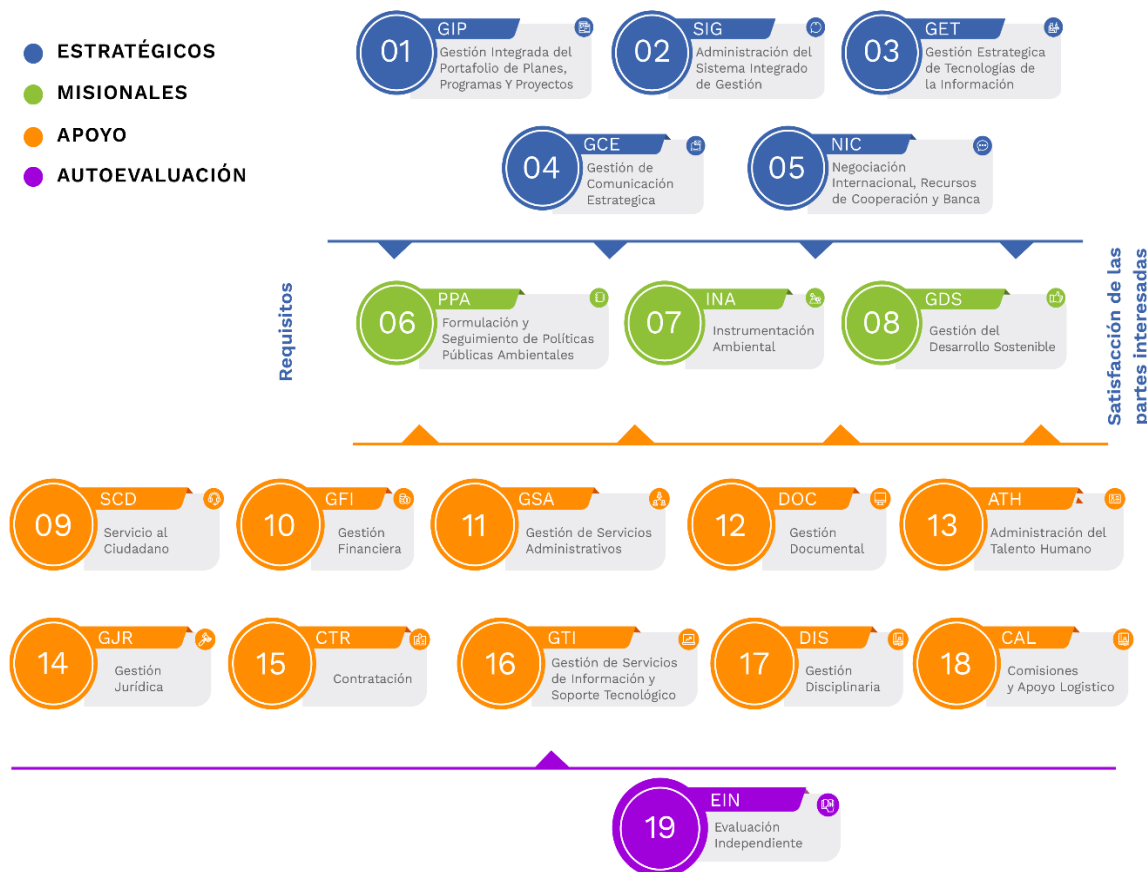 ESTRATÉGICOS
MISIONALES
APOYO
AUTOEVALUACIÓN
01
GIP
Gestión Integrada del
Portafolio de Planes,
Programas Y Proyectos
02
SIG
Administración del
Sistema Integrado
de Gestión
03
GET
Gestión Estrategica
de Tecnologías de
la Información
04
GCE
Gestión de
Comunicación
Estrategica
05
NIC
Negociación
Internacional, Recursos
de Cooperación y Banca
Requisitos
06
PPA
Formulación y
Seguimiento de Políticas
Públicas Ambientales
07
INA
Instrumentación
Ambiental
08
GDS
Gestión del
Desarrollo Sostenible
Satisfacción de las
partes interesadas
09
SCD
Servicio al
Ciudadano
10
GFI
Gestión
Financiera
11
GSA
Gestión de Servicios
Administrativos
12
DOC
Gestión
Documental
13
ATH
Administración del
Talento Humano
14
GJR
Gestión
Jurídica
15
CTR
Contratación
16
GTI
Gestión de Servicios
de Información y
Soporte Tecnológico
17
DIS
Gestión
Disciplinaria
18
CAL
Comisiones
y Apoyo Logistico
19
EIN
Evaluación
Independiente